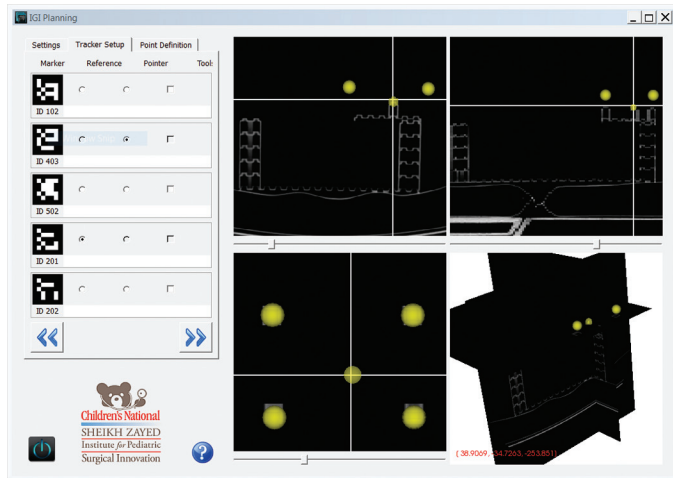 IGI Planning
Settings Tracker Setup Point Definition
Marker Reference Pointer Tool:
ID 102
ID 403
ID 502
ID 201
ID 202
Children's National
SHEIKH ZAYED
Institute for Pediatric
Surgical Innovation
( 38.9069, -34.7263, -253.851)